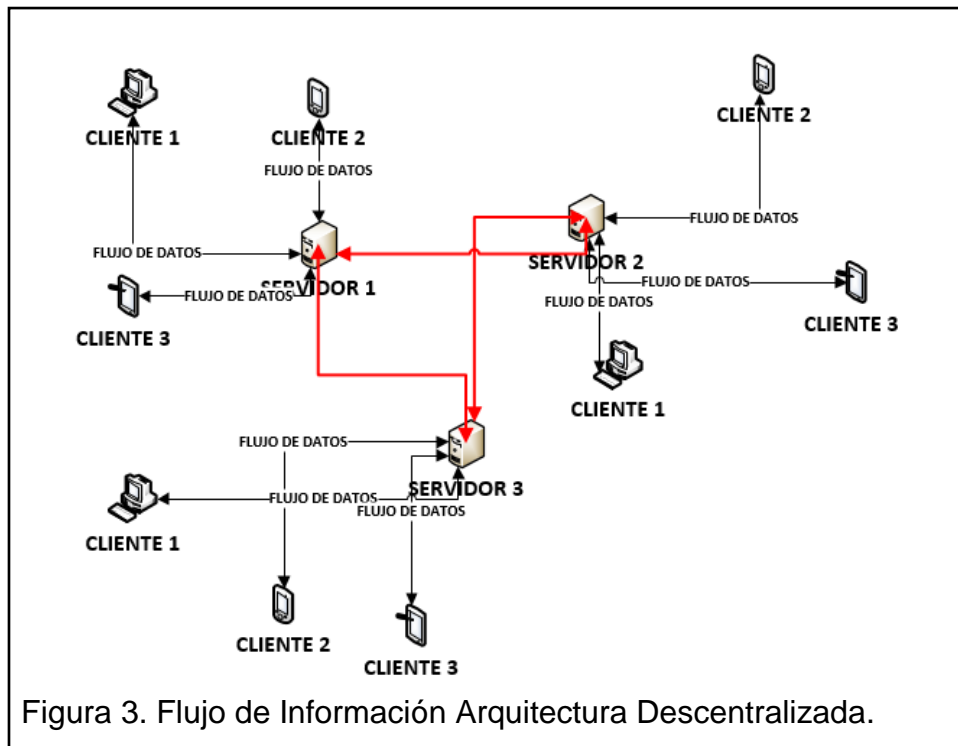 CLIENTE 1
CLIENTE 2
CLIENTE 2
FLUJO DE DATOS
FLUJO DE DATOS
FLUJO DE DATOS
SERVIDOR 1
SERVIDOR 2
FLUJO DE DATOS
FLUJO DE DATOS
FLUJO DE DATOS
CLIENTE 3
CLIENTE 3
CLIENTE 1
FLUJO DE DATOS
SERVIDOR 3
FLUJO DE DATOS
FLUJO DE DATOS
CLIENTE 1
CLIENTE 2
CLIENTE 3
Figura 3. Flujo de Información Arquitectura Descentralizada.